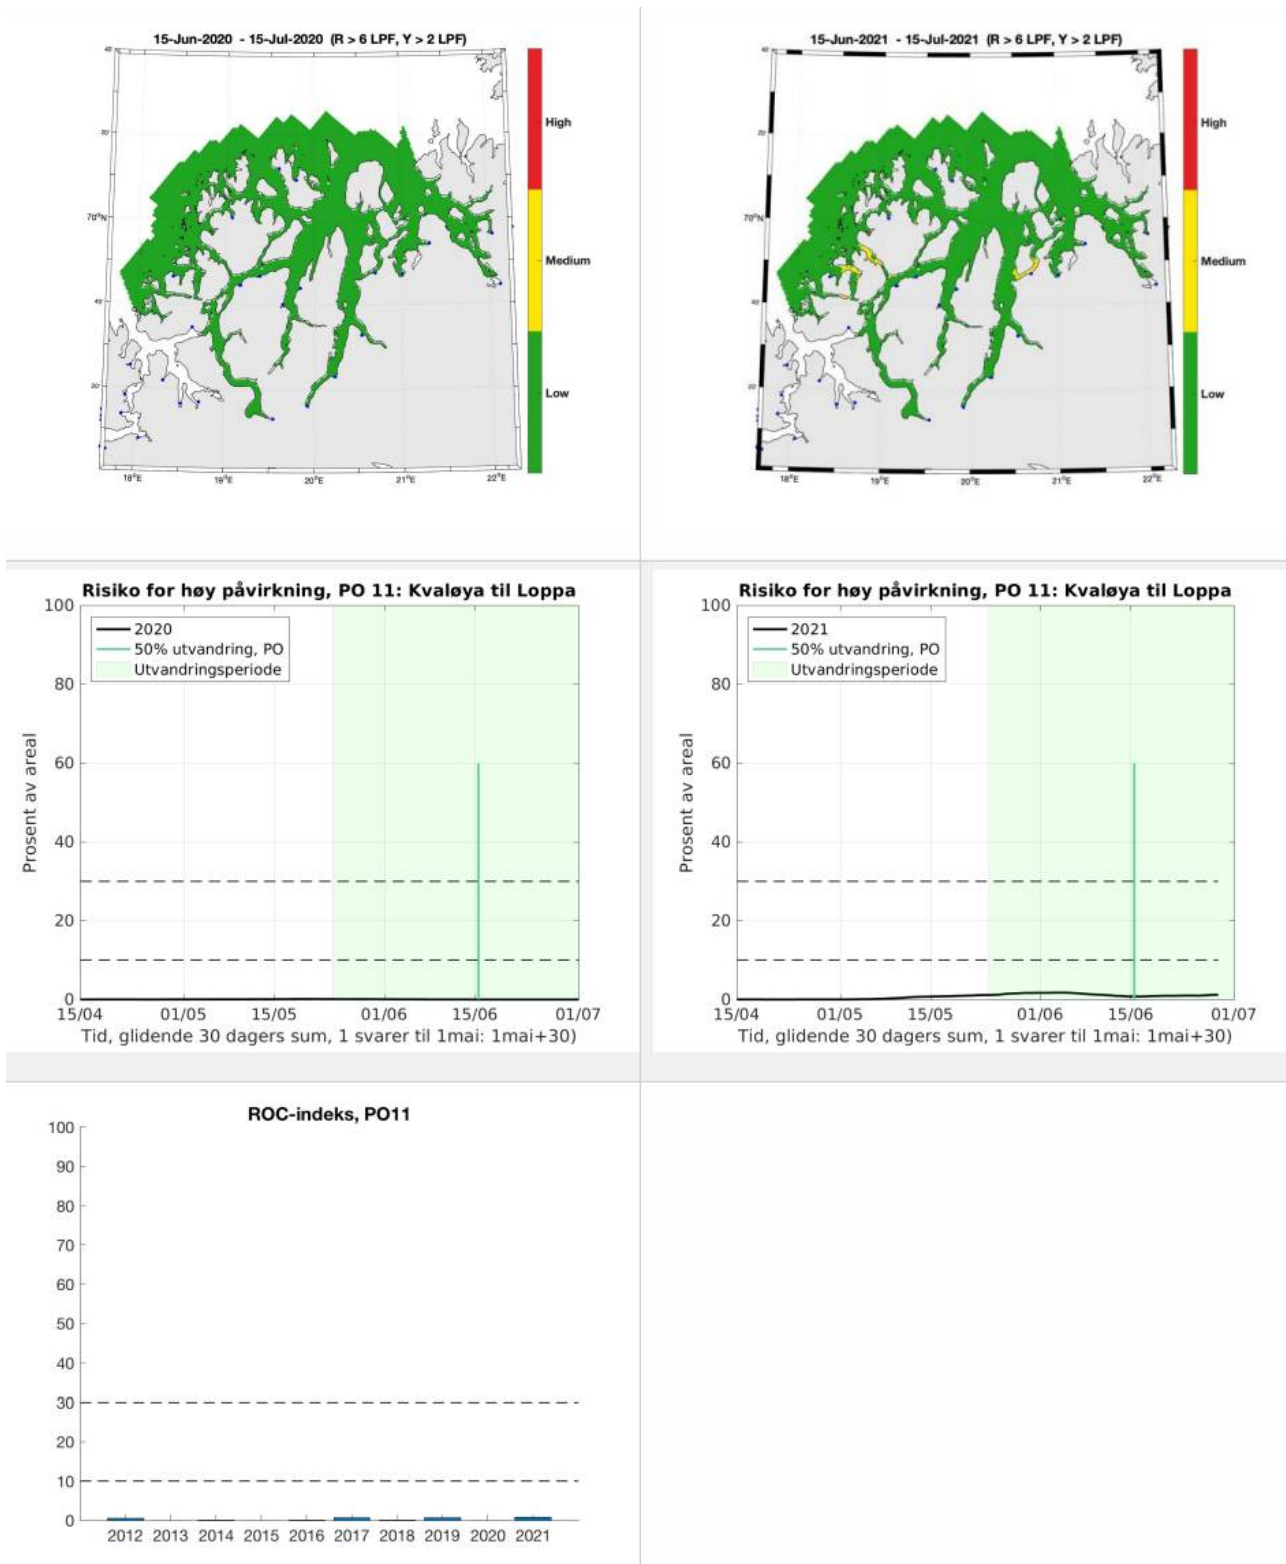 15-Jun-2020 - 15-Jul-2020 (R > 6 LPF, Y > 2 LPF)
High
Medium
Low
70°N
40'
20'
18°E 19°E 20°E 21°E 22°E
15-Jun-2021 - 15-Jul-2021 (R > 6 LPF, Y > 2 LPF)
High
Medium
Low
70°N
40'
20'
18°E 19°E 20°E 21°E 22°E
Risiko for høy påvirkning, PO 11: Kvaløya til Loppa
2020
50% utvandring, PO
Utvandringsperiode
Prosent av areal
100
80
60
40
20
0
15/04 01/05 15/05 01/06 15/06 01/07
Tid, glidende 30 dagers sum, 1 svarer til 1mai: 1mai+30)
Risiko for høy påvirkning, PO 11: Kvaløya til Loppa
2021
50% utvandring, PO
Utvandringsperiode
Prosent av areal
100
80
60
40
20
0
15/04 01/05 15/05 01/06 15/06 01/07
Tid, glidende 30 dagers sum, 1 svarer til 1mai: 1mai+30)
ROC-indeks, PO11
100
90
80
70
60
50
40
30
20
10
0
2012 2013 2014 2015 2016 2017 2018 2019 2020 2021